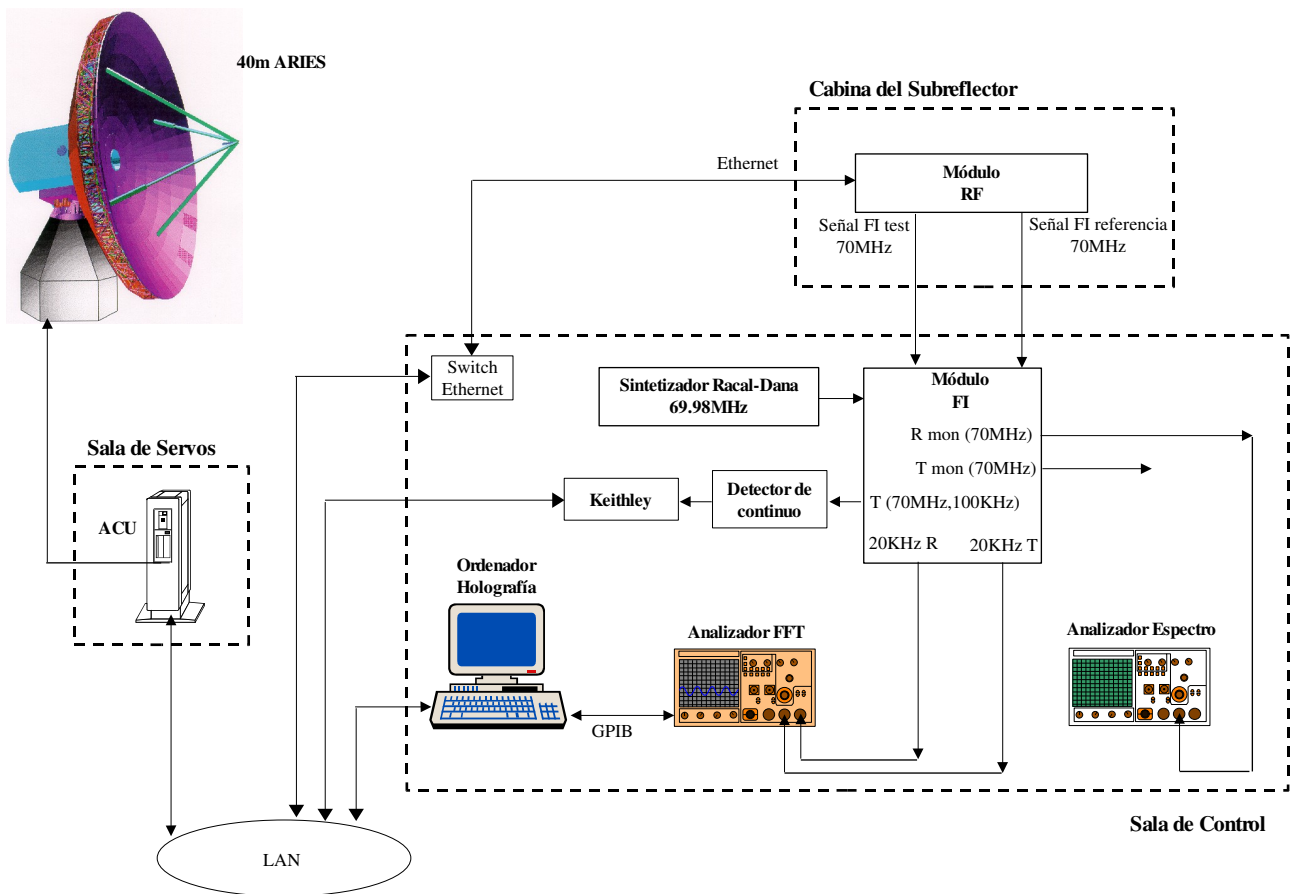 40m ARIES
Cabina del Subreflector
Ethernet
Módulo
RF
Señal FI test
70MHz
Señal FI referencia
70MHz
Switch
Ethernet
Sintetizador Racal-Dana
69.98MHz
Módulo
FI
R mon (70MHz)
T mon (70MHz)
T (70MHz,100KHz)
20KHz R
20KHz T
Sala de Servos
ACU
Keithley
Detector de
continuo
Ordenador
Holografía
Analizador FFT
Analizador Espectro
GPIB
Sala de Control
LAN